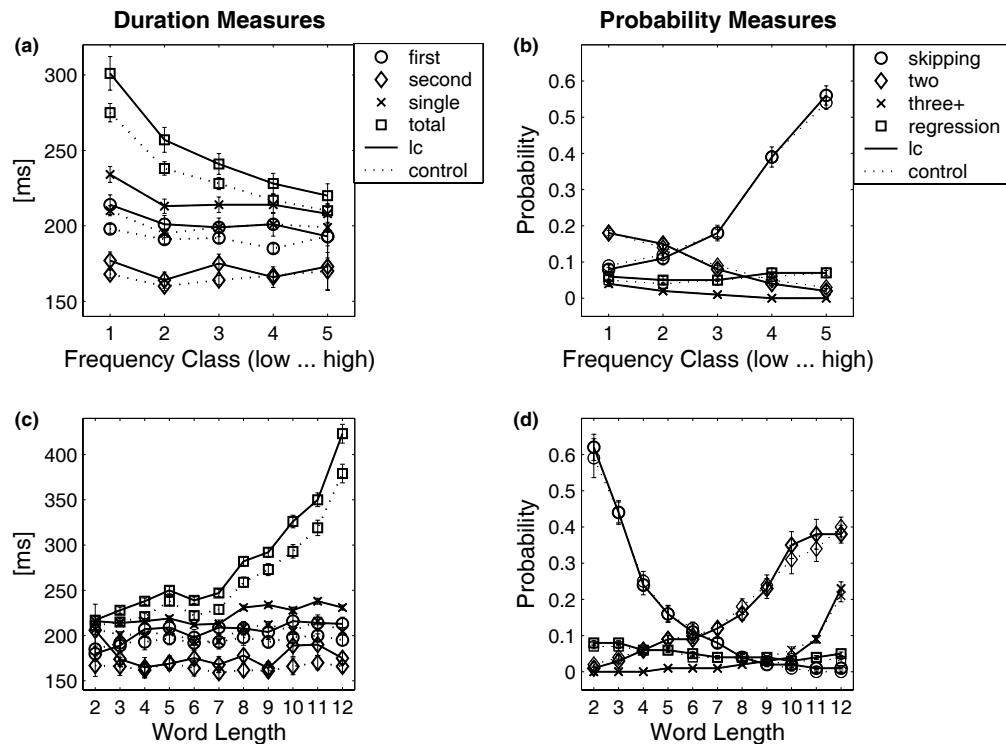 Duration Measures
Probability Measures
(a)
300
250
200
150
[ms]
1 2 3 4 5
Frequency Class (low ... high)
first
second
single
total
lc
control
(b)
0.6
0.5
0.4
0.3
0.2
0.1
0
Probability
1 2 3 4 5
Frequency Class (low ... high)
skipping
two
three+
regression
lc
control
(c)
400
350
300
250
200
150
[ms]
2 3 4 5 6 7 8 9 10 11 12
Word Length
(d)
0.6
0.5
0.4
0.3
0.2
0.1
0
Probability
2 3 4 5 6 7 8 9 10 11 12
Word Length